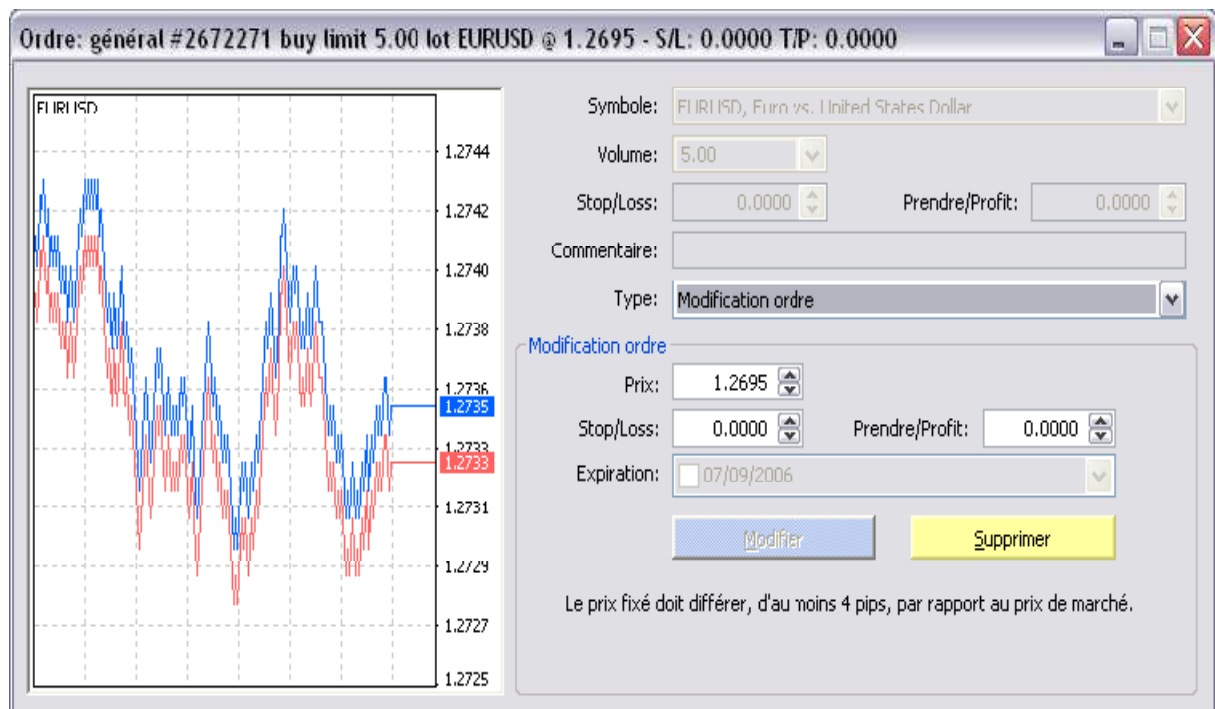 Ordre: général #2672271 buy limit 5.00 lot EURUSD @ 1.2695 - S/L: 0.0000 T/P: 0.0000
EURUSD
1.2744
1.2742
1.2740
1.2738
1.2736
1.2735
1.2733
1.2733
1.2731
1.2729
1.2727
1.2725
Symbole: EURUSD, Euro vs. United States Dollar
Volume: 5.00
Stop/Loss: 0.0000 Prendre/Profit: 0.0000
Commentaire:
Type: Modification ordre
Modification ordre
Prix: 1.2695
Stop/Loss: 0.0000 Prendre/Profit: 0.0000
Expiration: 07/09/2006
Modifier Supprimer
Le prix fixé doit différer, d'au moins 4 pips, par rapport au prix de marché.